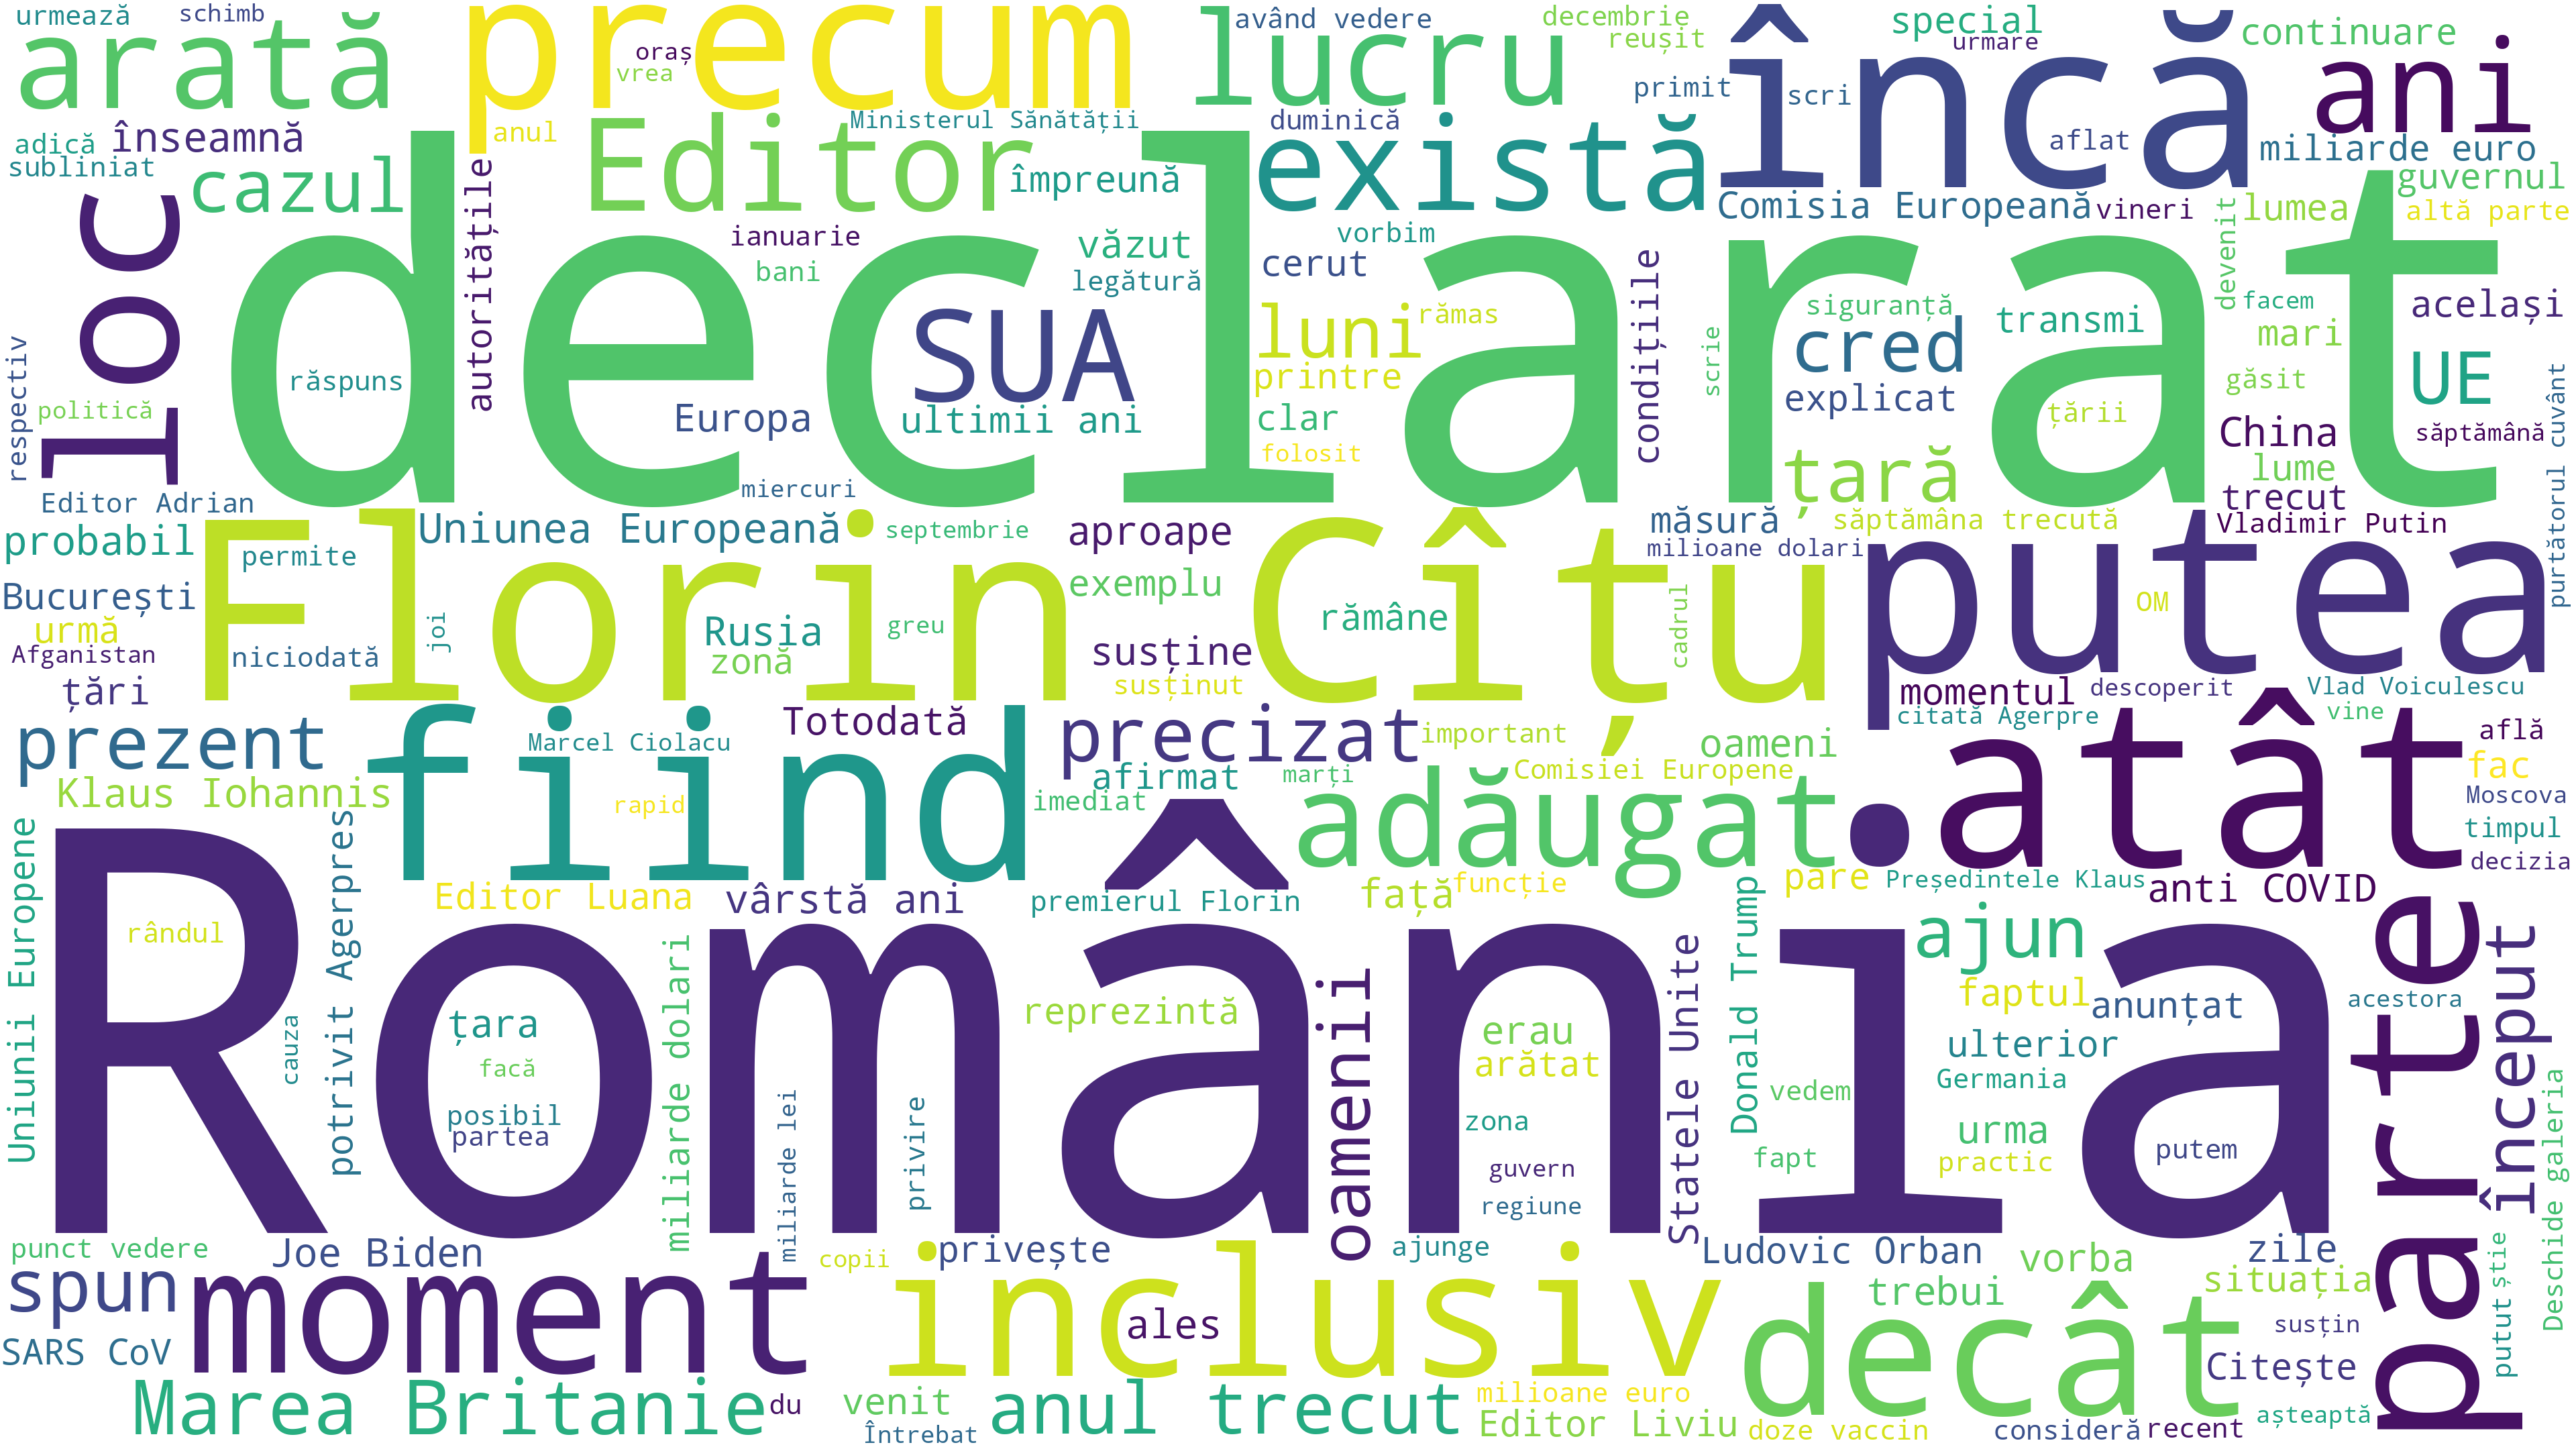 urmează
schimb
arată
precum
oraș
vrea
lucru
având vedere
decembrie
reușit
încă
special
urmare
continuare
ani
primit
scri
aflat
miliarde euro
adică
înseamnă
subliniat
cazul
loc
anul
autoritățile
Editor
Ministerul Sănătății
împreună
duminică
există
Comisia Europeană
vineri
guvernul
lumea
altă parte
devenit
declarat
ianuarie
bani
văzut
legătură
vorbim
cerut
condițiile
siguranță
transmi
facem
același
mari
SUA
luni
rămas
printre
scrie
cred
explicat
UE
găsit
cuvânt
purtătorul cuvânt
respectiv
politică
răspuns
Europa
ultimii ani
clar
folosit
țării
China
săptămână
lume
țară
trecut
miercuri
Editor Adrian
probabil
permite
Florin Cîțu
Uniunea Europeană
septembrie
aproape
măsură
săptămâna trecută
Vladimir Putin
milioane dolari
putea
București
urmă
Afganistan
niciodată
joi
Rusia
zonă
greu
exemplu
rămâne
cadrul
OM
susține
susținut
țări
momentul
descoperit
Vlad Voiculescu
citată Agerpre
vine
prezent
fiind
Marcel Ciolacu
Totodată
precizat
important
oameni
atât
află
fac
Klaus Iohannis
rapid
afirmat
marți
Comisiei Europene
imediat
adăugat
Moscova
timpul
decizia
Uniunii Europene
potrivit Agerpres
Editor Luana
vârstă ani
premierul Florin
față
funcție
pare
Președintele Klaus
anti COVID
România
rândul
cauza
țara
facă
posibil
partea
miliarde dolari
miliarde lei
privire
reprezintă
oamenii
erau
arătat
zona
guvern
regiune
Statele Unite
Donald Trump
vedem
fapt
ajun
faptul
anunțat
ulterior
Germania
urma
practic
putem
acestora
parte
început
Deschide galeria
punct vedere
Joe Biden
spun
moment
copii
privește
inclusiv
ajunge
Ludovic Orban
vorba
zile
trebui
situația
putut știe
SARS CoV
ales
decât
susțin
Citește
Marea Britanie
du
venit
Întrebat
anul trecut
milioane euro
Editor Liviu
doze vaccin
consideră
recent
așteaptă